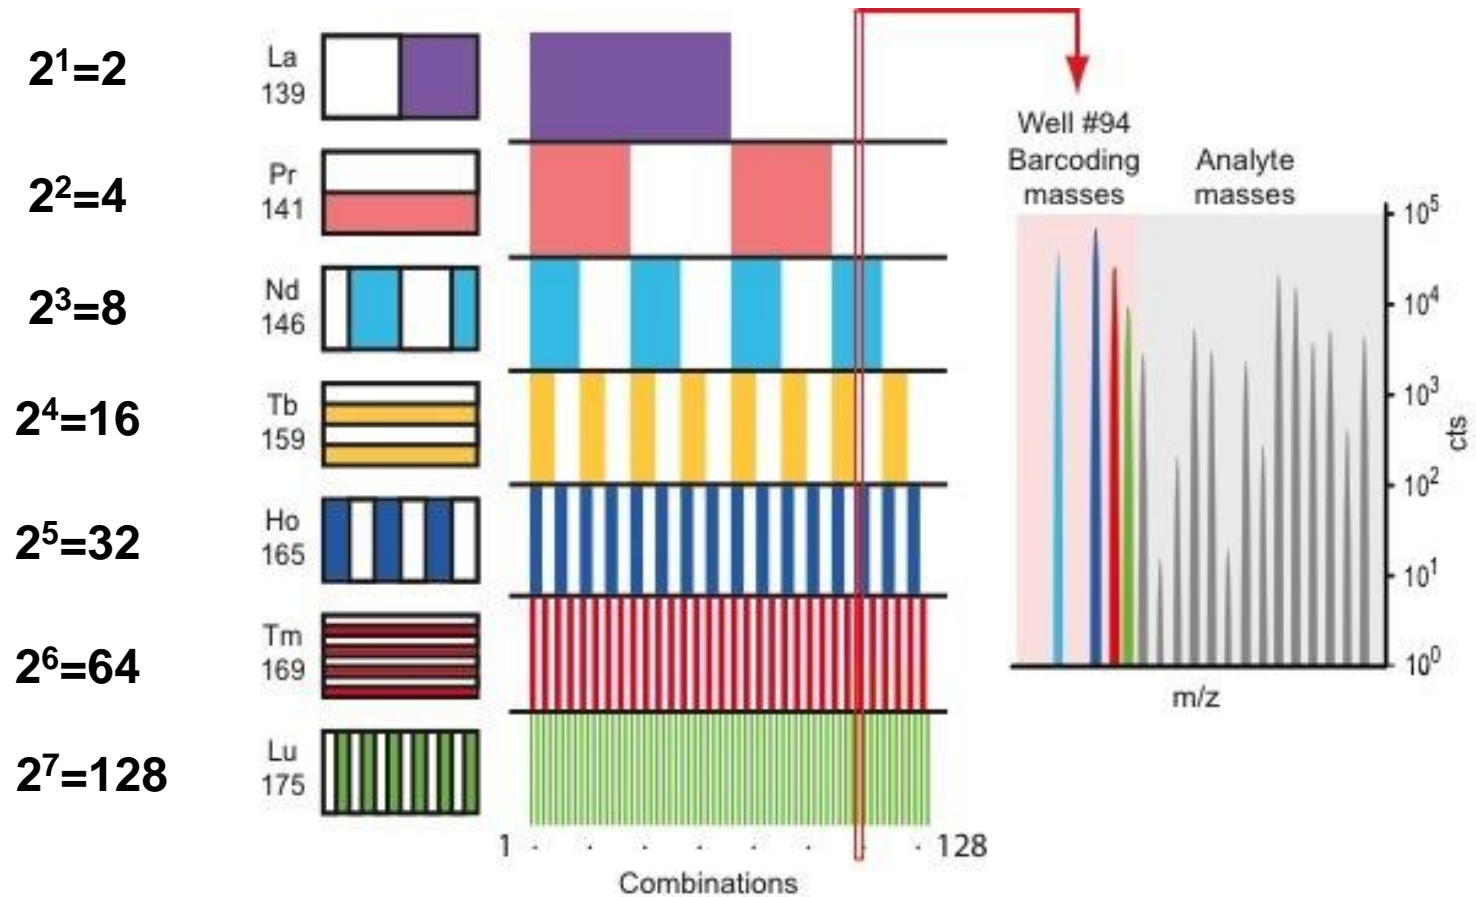 2¹=2
La
139
2²=4
Pr
141
2³=8
Nd
146
2⁴=16
Tb
159
2⁵=32
Ho
165
2⁶=64
Tm
169
2⁷=128
Lu
175
1
128
Combinations
Well #94
Barcoding
masses
Analyte
masses
10⁵
10⁴
10³
10²
10¹
10⁰
cts
m/z